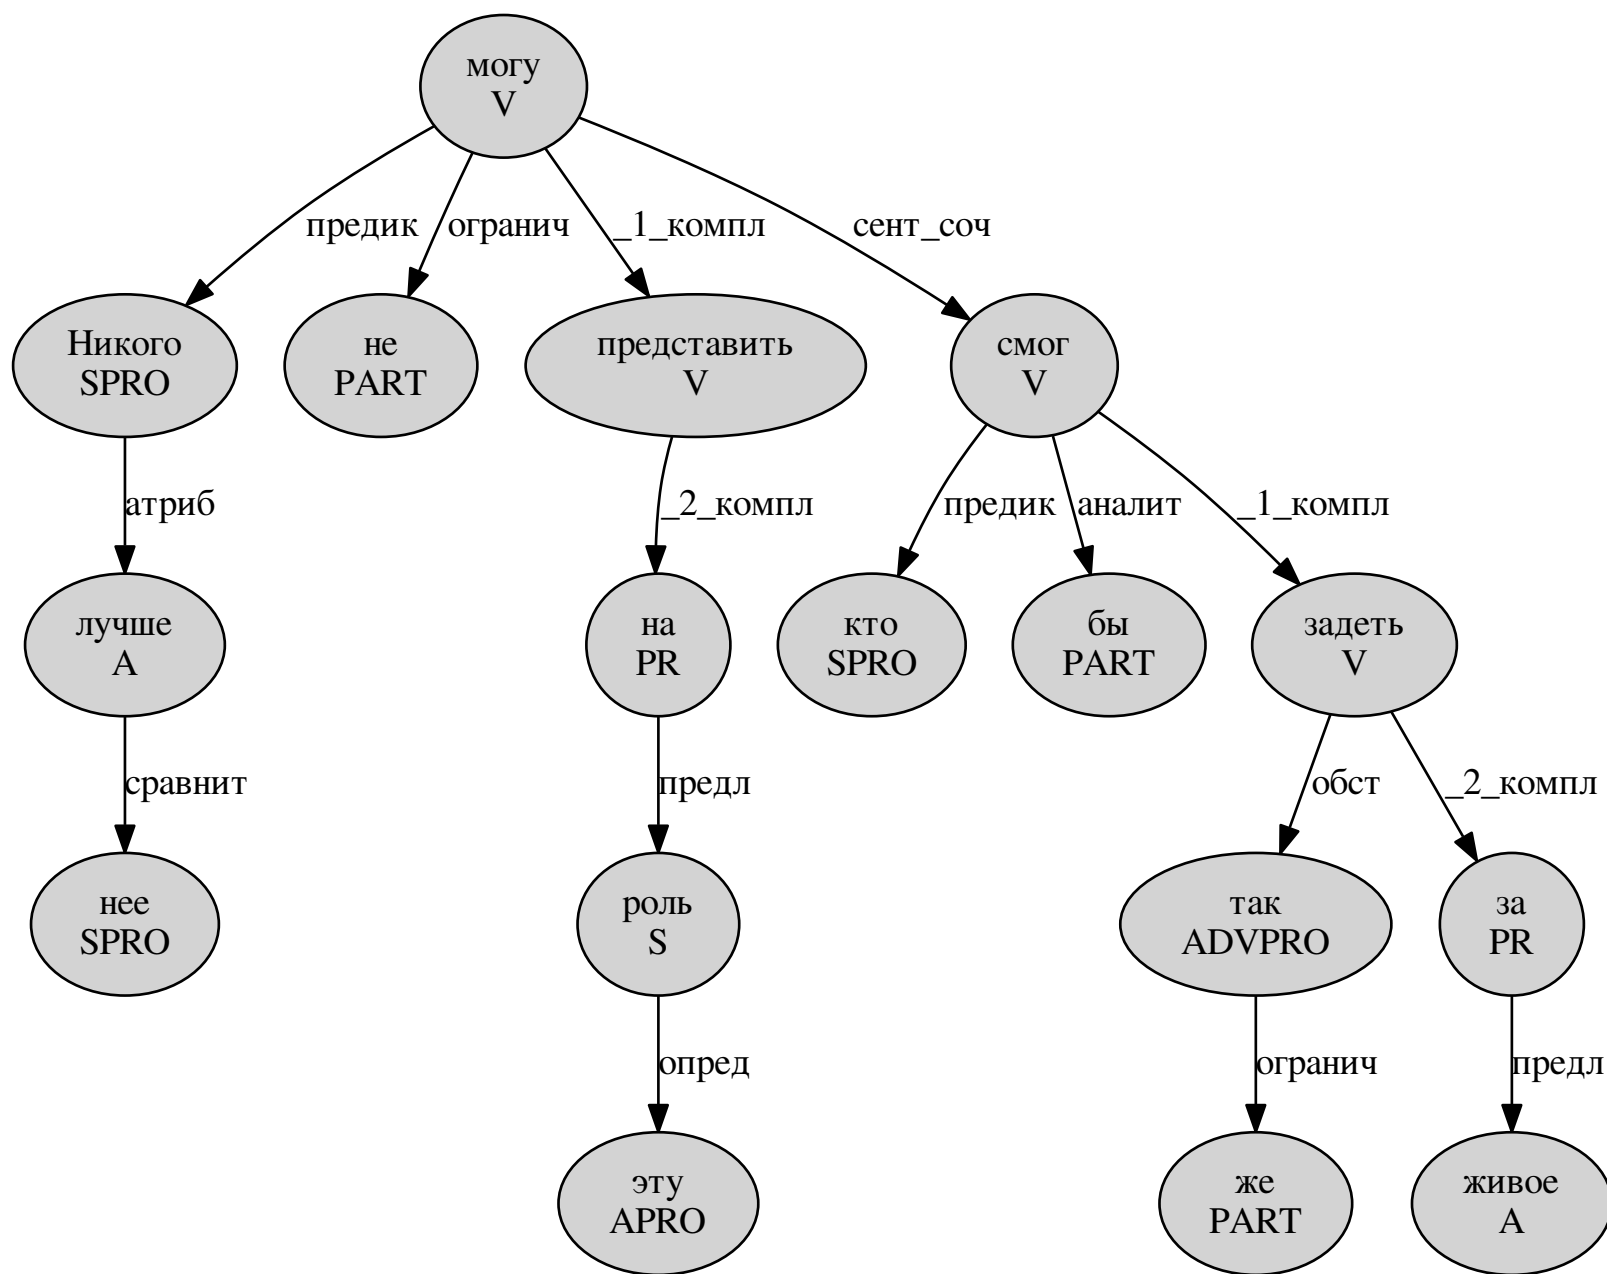 могу
V
предик
огранич
_1_компл
сент_соч
Никого
SPRO
не
PART
представить
V
смог
V
атриб
_2_компл
предик
аналит
_1_компл
лучше
A
на
PR
кто
SPRO
бы
PART
задеть
V
сравнит
предл
обст
_2_компл
нее
SPRO
роль
S
так
ADVPRO
за
PR
опред
огранич
предл
эту
APRO
же
PART
живое
A